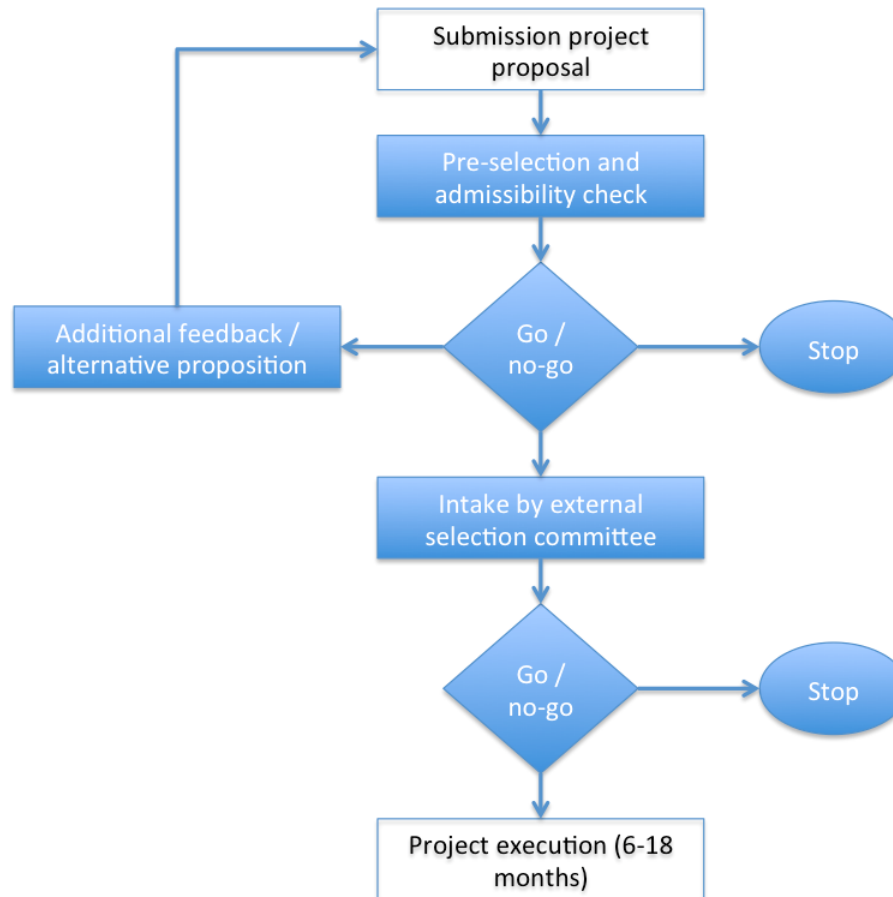 Submission project
proposal
Pre-selection and
admissibility check
Additional feedback /
alternative proposition
Go /
no-go
Stop
Intake by external
selection committee
Go /
no-go
Stop
Project execution (6-18
months)